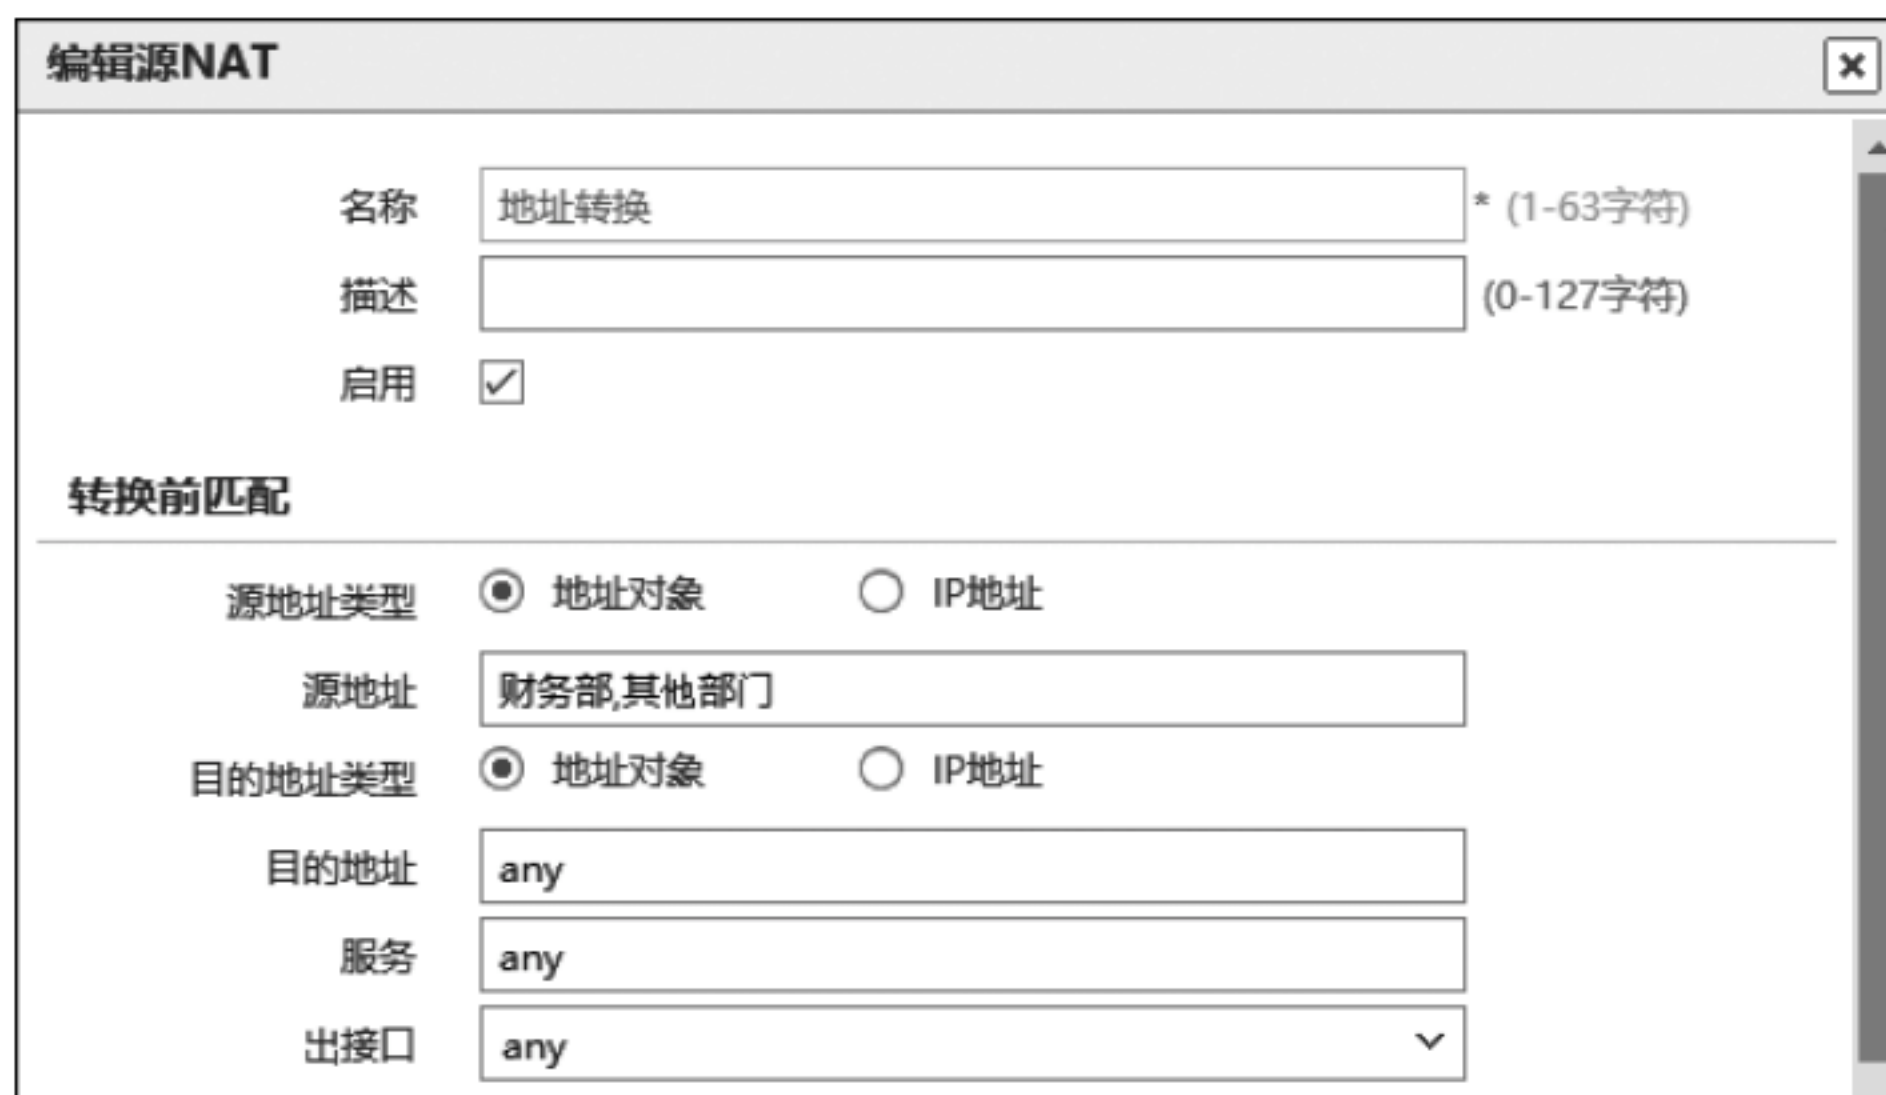 编辑源NAT
名称 地址转换 * (1-63字符)
描述 (0-127字符)
启用
转换前匹配
源地址类型 地址对象 IP地址
源地址 财务部,其他部门
目的地址类型 地址对象 IP地址
目的地址 any
服务 any
出接口 any